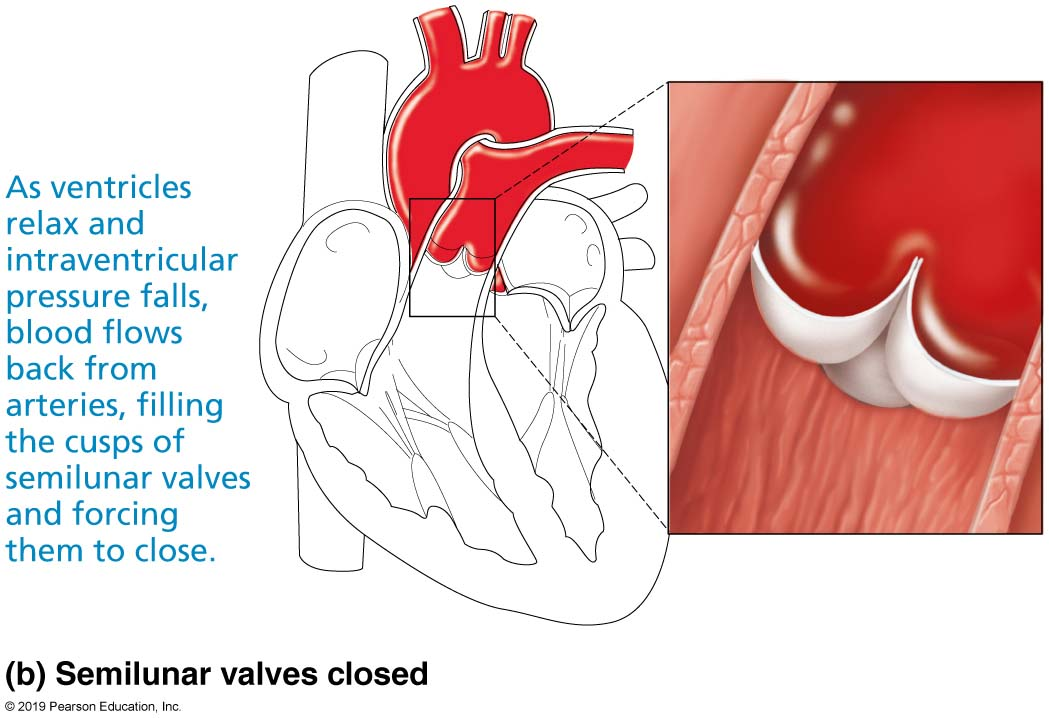 As ventricles
relax and
intraventricular
pressure falls,
blood flows
back from
arteries, filling
the cusps of
semilunar valves
and forcing
them to close.
(b) Semilunar valves closed
© 2019 Pearson Education, Inc.